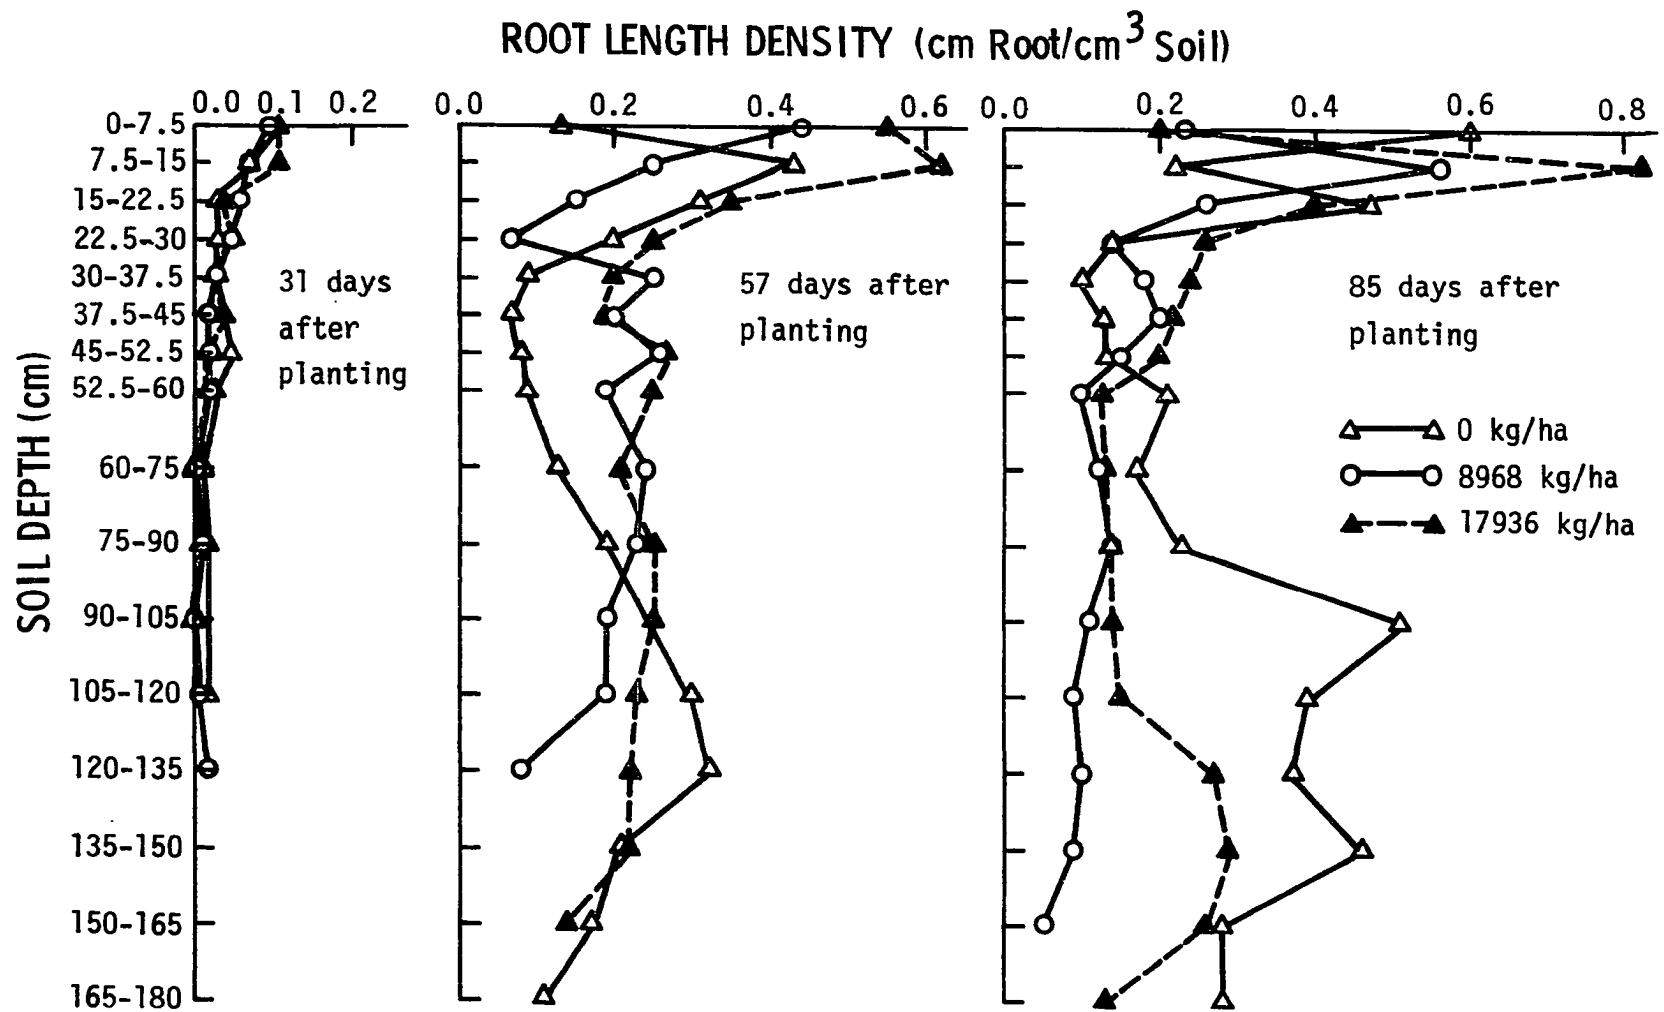 ROOT LENGTH DENSITY (cm Root/cm³ Soil)
0.0 0.1 0.2
0.0 0.2 0.4 0.6
0.0 0.2 0.4 0.6 0.8
SOIL DEPTH (cm)
0-7.5
7.5-15
15-22.5
22.5-30
30-37.5
37.5-45
45-52.5
52.5-60
60-75
75-90
90-105
105-120
120-135
135-150
150-165
165-180
31 days
after
planting
57 days after
planting
85 days after
planting
0 kg/ha
8968 kg/ha
17936 kg/ha